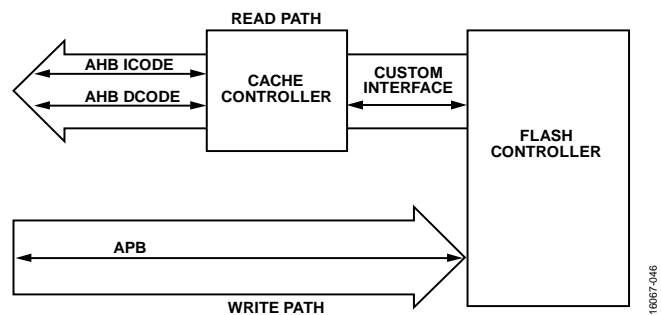 READ PATH
AHB ICODE
AHB DCODE
CACHE
CONTROLLER
CUSTOM
INTERFACE
FLASH
CONTROLLER
APB
WRITE PATH
16067-046